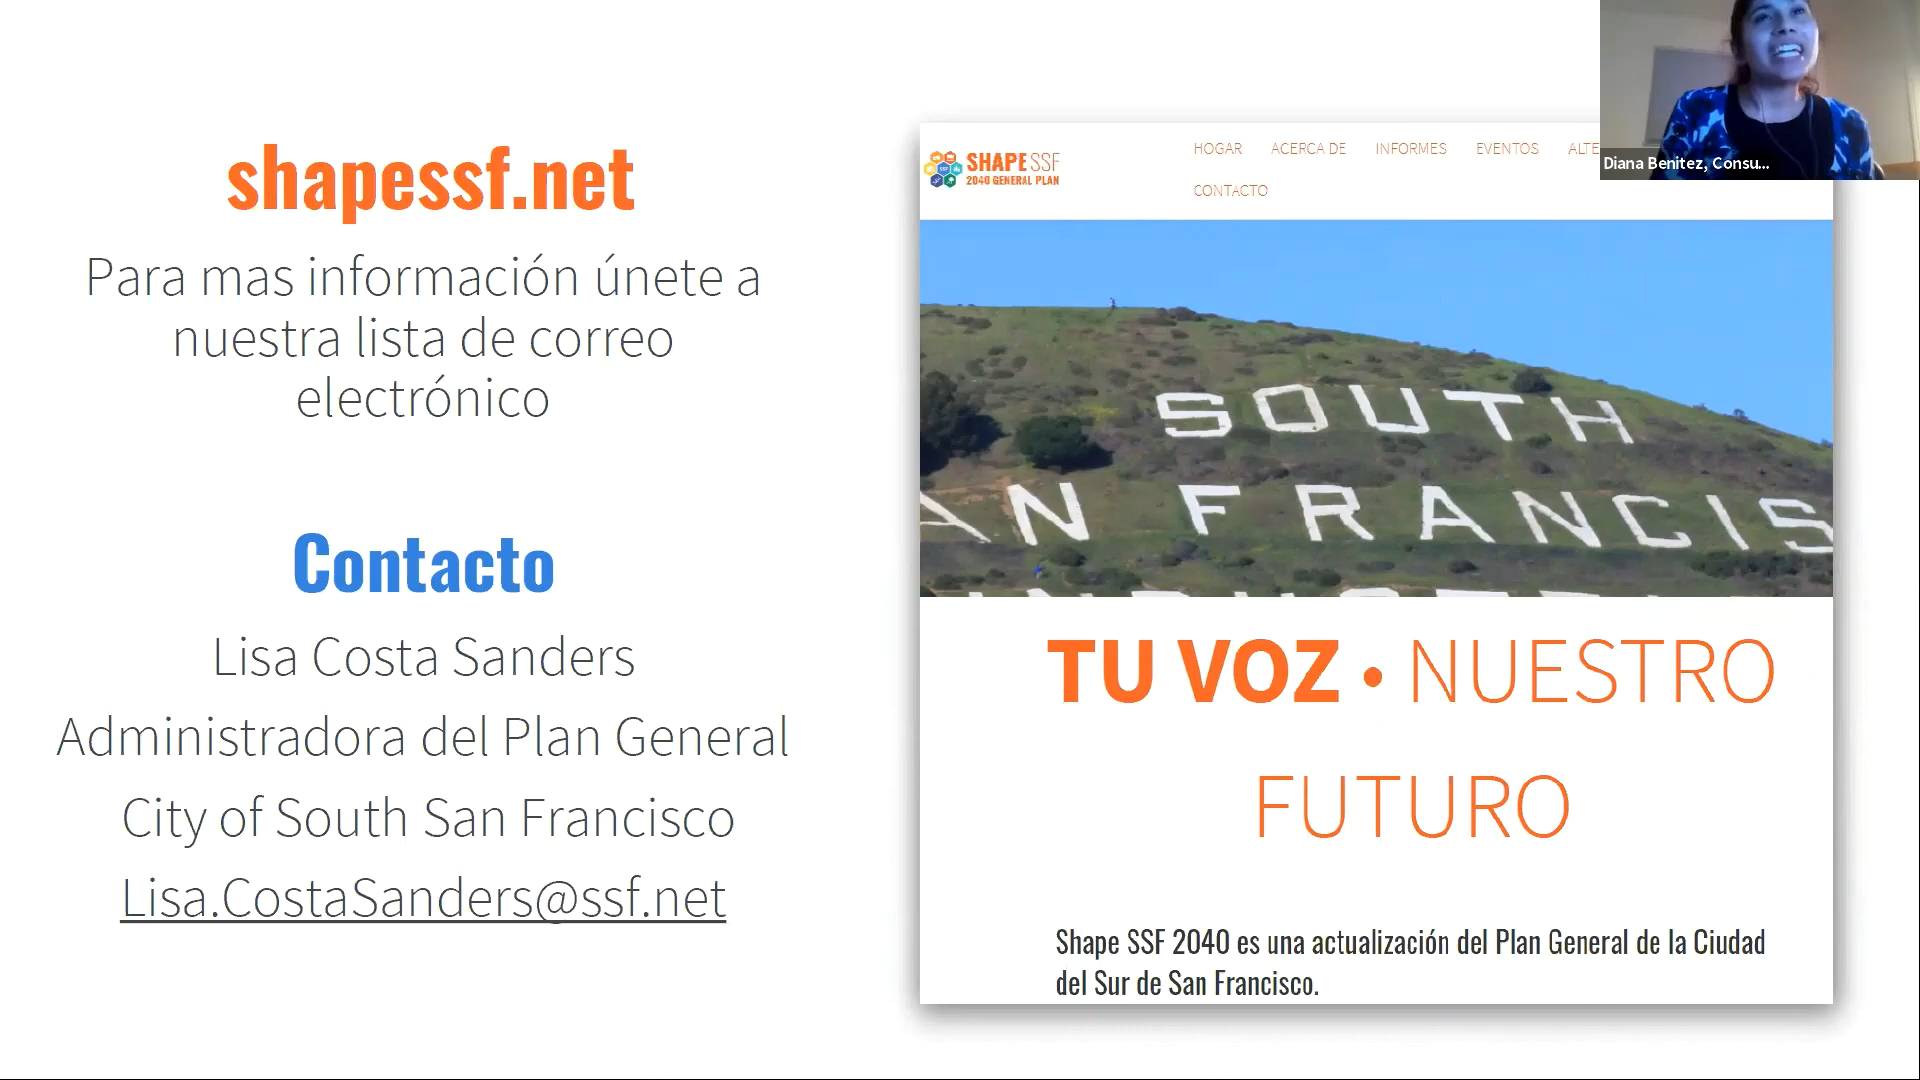 shapessf.net
Para mas información únete a
nuestra lista de correo
electrónico
Contacto
Lisa Costa Sanders
Administradora del Plan General
City of South San Francisco
Lisa.CostaSanders@ssf.net
SHAPE SSF
2040 GENERAL PLAN
HOGAR ACERCA DE INFORMES EVENTOS ALTE
CONTACTO
Diana Benitez, Consu...
SOUTH
AN FRANCIS
TU VOZ • NUESTRO
FUTURO
Shape SSF 2040 es una actualización del Plan General de la Ciudad
del Sur de San Francisco.